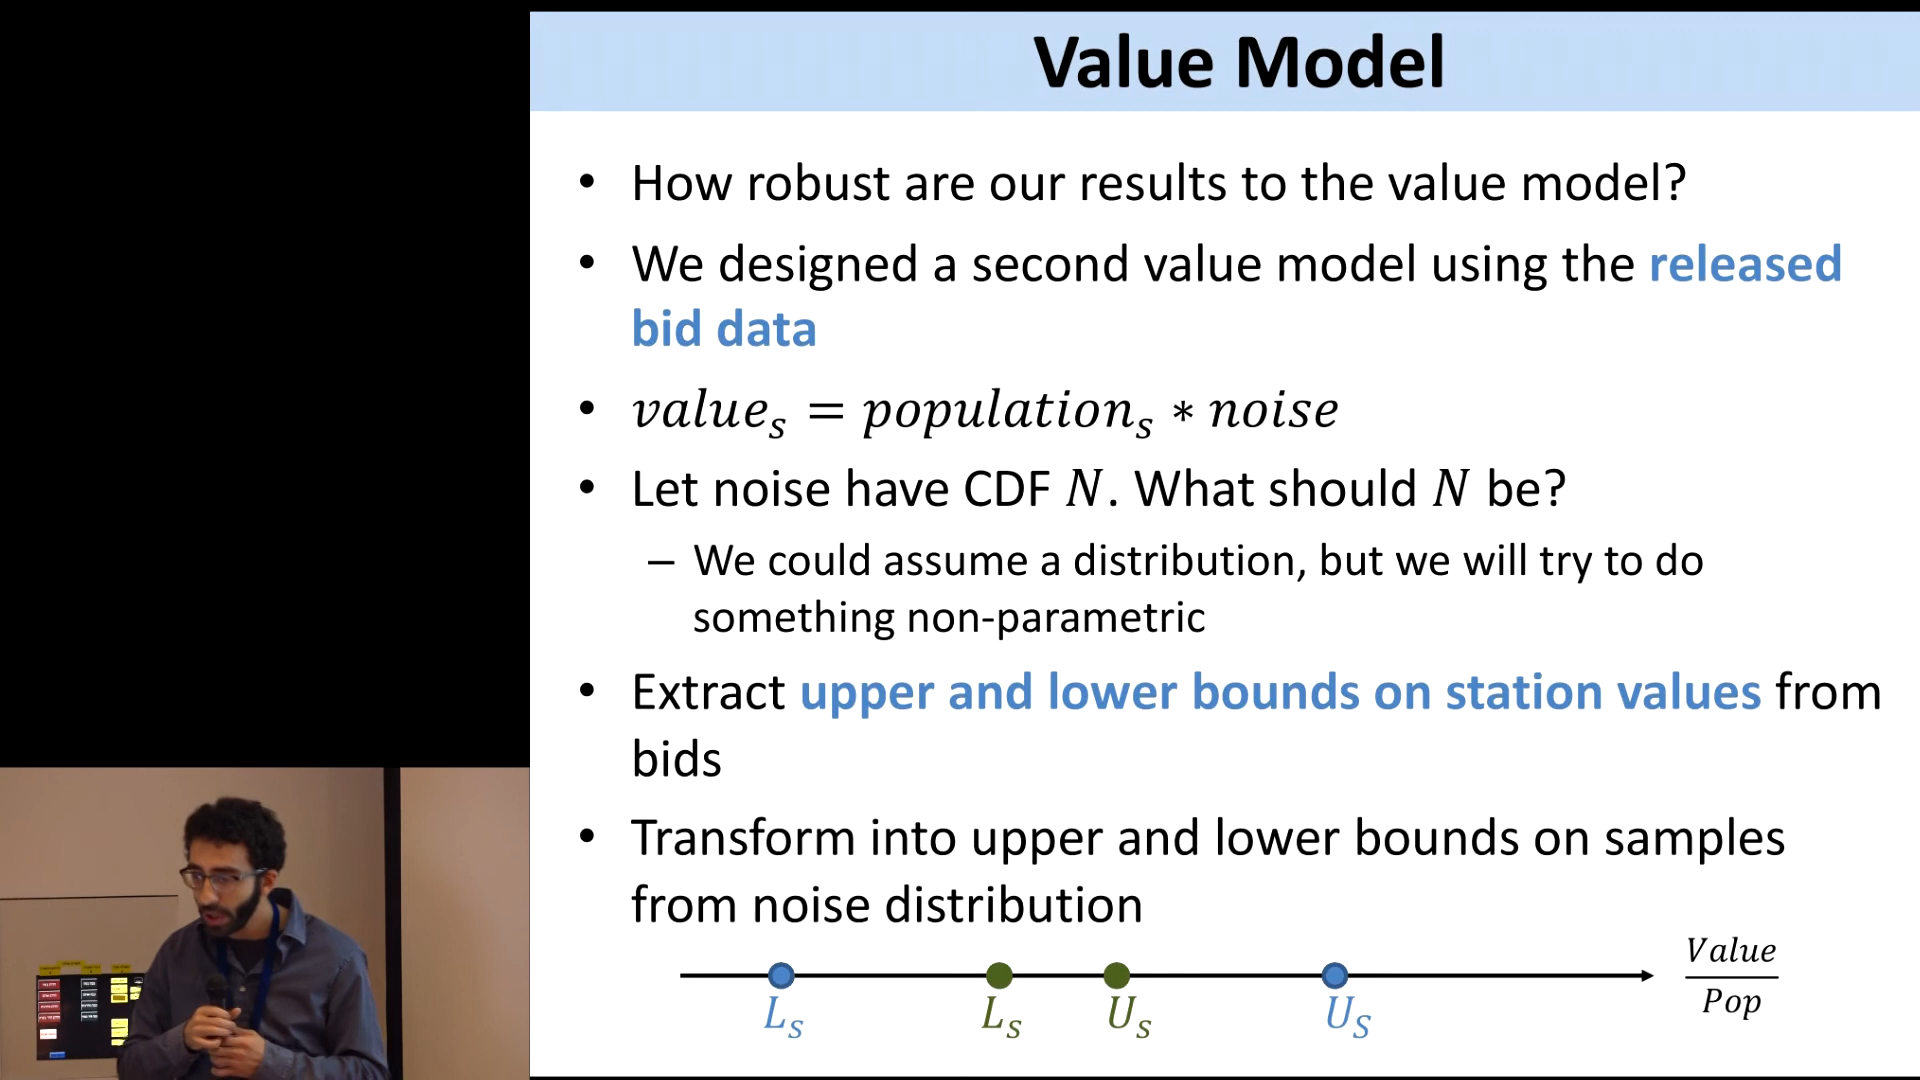 Value Model
• How robust are our results to the value model?
• We designed a second value model using the released
bid data
• value_s = population_s * noise
• Let noise have CDF N. What should N be?
– We could assume a distribution, but we will try to do
something non-parametric
• Extract upper and lower bounds on station values from
bids
• Transform into upper and lower bounds on samples
from noise distribution
Value
Pop
L_s L_s U_s U_S